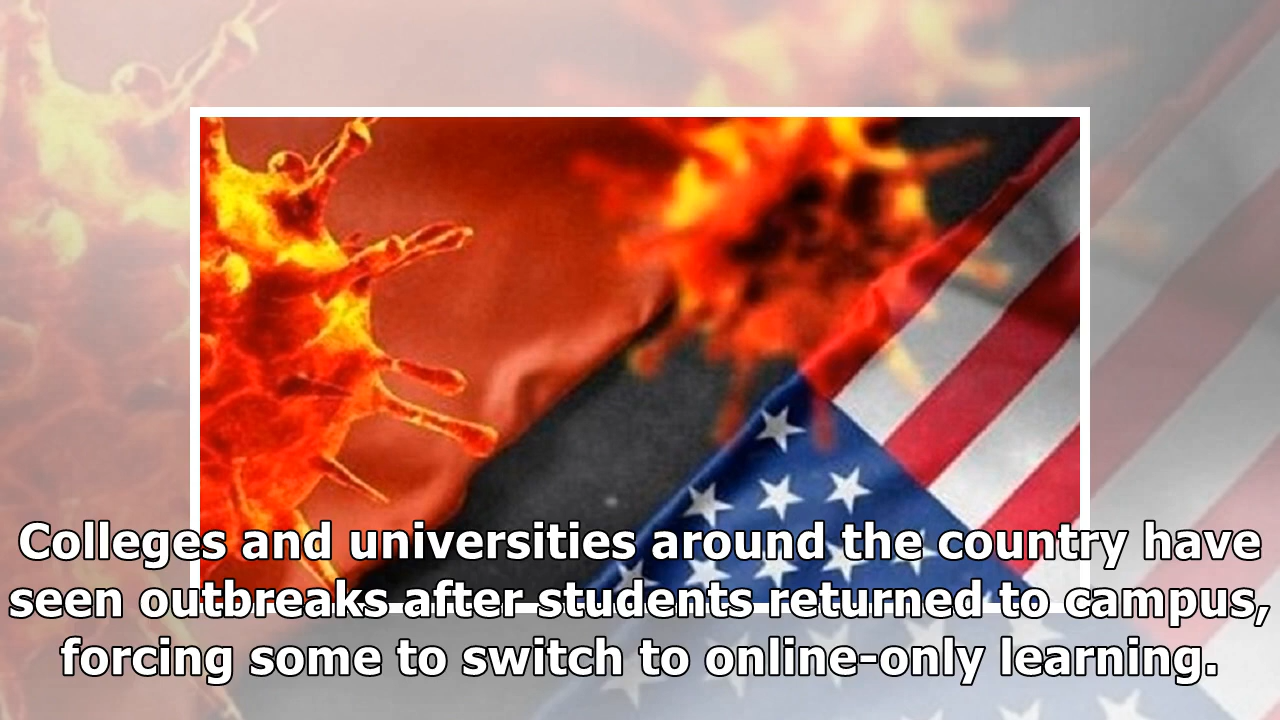 Colleges and universities around the country have
seen outbreaks after students returned to campus,
forcing some to switch to online-only learning.